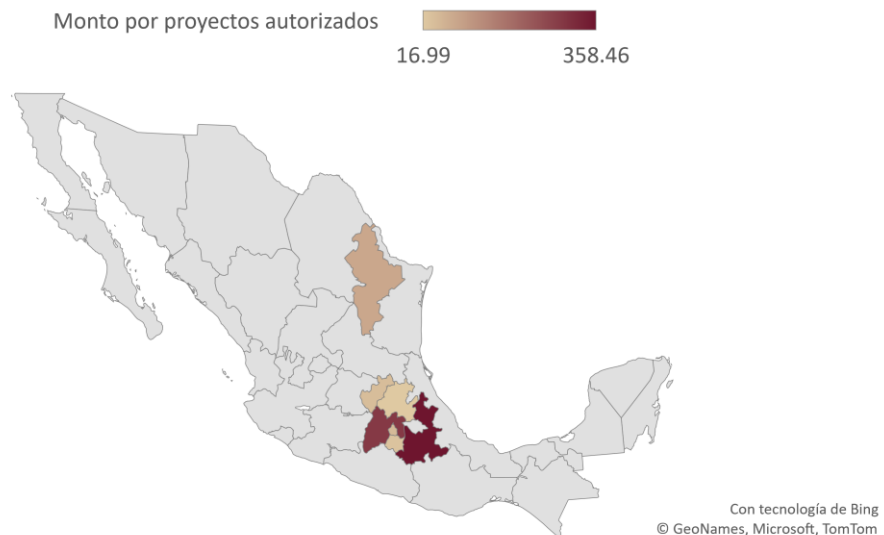 Monto por proyectos autorizados
16.99 358.46
Con tecnología de Bing
© GeoNames, Microsoft, TomTom